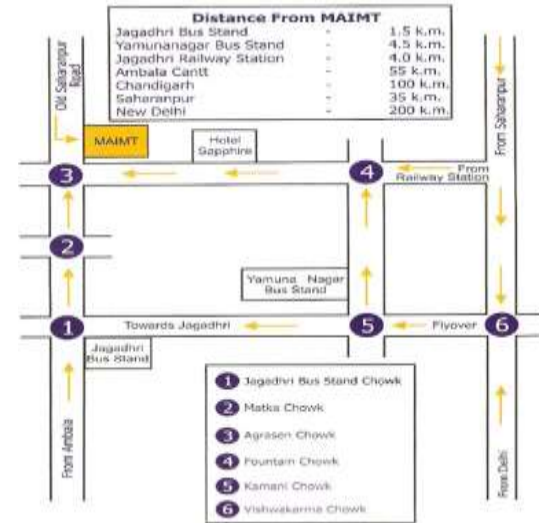 Distance From MAIMT
Jagadhri Bus Stand - 1.5 k.m.
Yamunanagar Bus Stand - 4.5 k.m.
Jagadhri Railway Station - 4.0 k.m.
Ambala Cantt - 55 k.m.
Chandigarh - 100 k.m.
Saharanpur - 35 k.m.
New Delhi - 200 k.m.
Old Saharanpur
Road
From Saharanpur
MAIMT
Hotel
Sapphire
3
4
From
Railway Station
2
Yamuna Nagar
Bus Stand
1
Towards Jagadhri
5
Flyover
6
Jagadhri
Bus Stand
From Ambala
From Delhi
1 Jagadhri Bus Stand Chowk
2 Matka Chowk
3 Agrasen Chowk
4 Fountain Chowk
5 Kamani Chowk
6 Vishwakarma Chowk